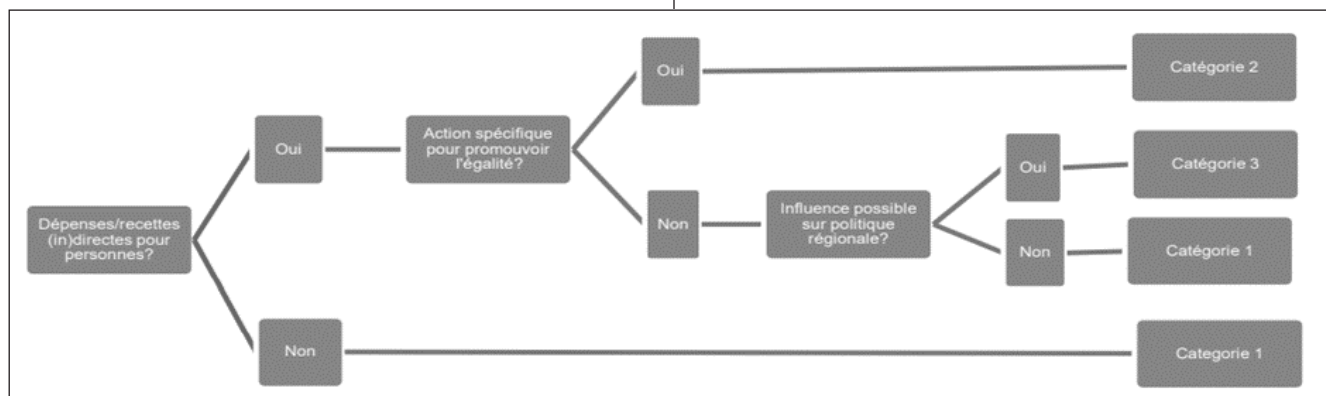 Dépenses/recettes
(in)directes pour
personnes?
Oui
Action spécifique
pour promouvoir
l'égalité?
Oui
Catégorie 2
Non
Influence possible
sur politique
régionale?
Oui
Catégorie 3
Non
Catégorie 1
Non
Categorie 1